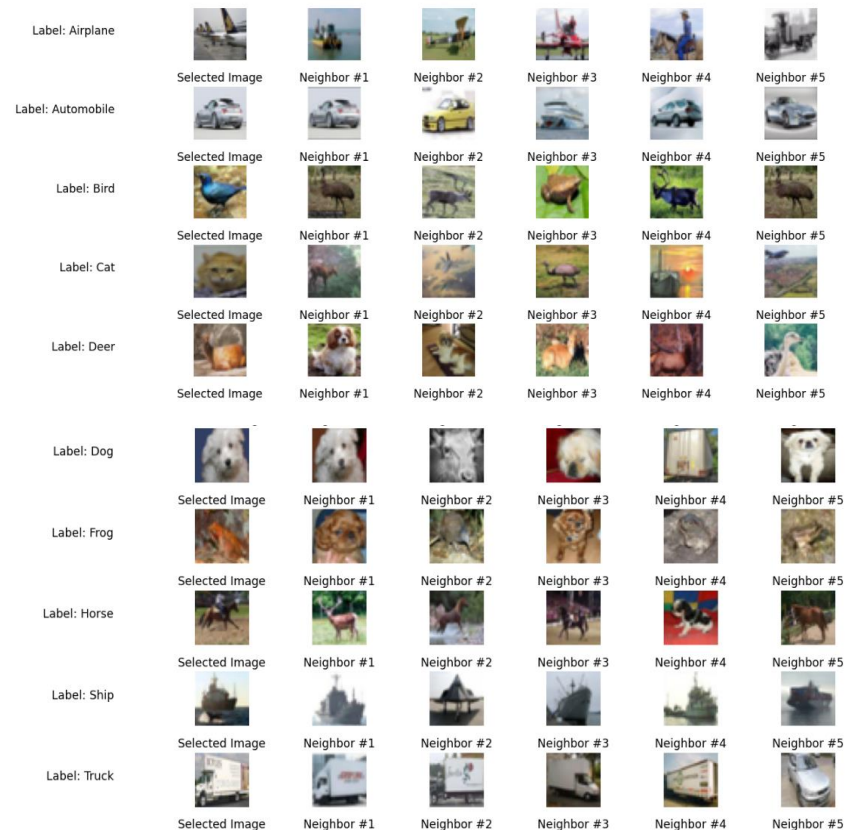 Label: Airplane
Selected Image Neighbor #1 Neighbor #2 Neighbor #3 Neighbor #4 Neighbor #5
Label: Automobile
Selected Image Neighbor #1 Neighbor #2 Neighbor #3 Neighbor #4 Neighbor #5
Label: Bird
Selected Image Neighbor #1 Neighbor #2 Neighbor #3 Neighbor #4 Neighbor #5
Label: Cat
Selected Image Neighbor #1 Neighbor #2 Neighbor #3 Neighbor #4 Neighbor #5
Label: Deer
Selected Image Neighbor #1 Neighbor #2 Neighbor #3 Neighbor #4 Neighbor #5
Label: Dog
Selected Image Neighbor #1 Neighbor #2 Neighbor #3 Neighbor #4 Neighbor #5
Label: Frog
Selected Image Neighbor #1 Neighbor #2 Neighbor #3 Neighbor #4 Neighbor #5
Label: Horse
Selected Image Neighbor #1 Neighbor #2 Neighbor #3 Neighbor #4 Neighbor #5
Label: Ship
Selected Image Neighbor #1 Neighbor #2 Neighbor #3 Neighbor #4 Neighbor #5
Label: Truck
Selected Image Neighbor #1 Neighbor #2 Neighbor #3 Neighbor #4 Neighbor #5